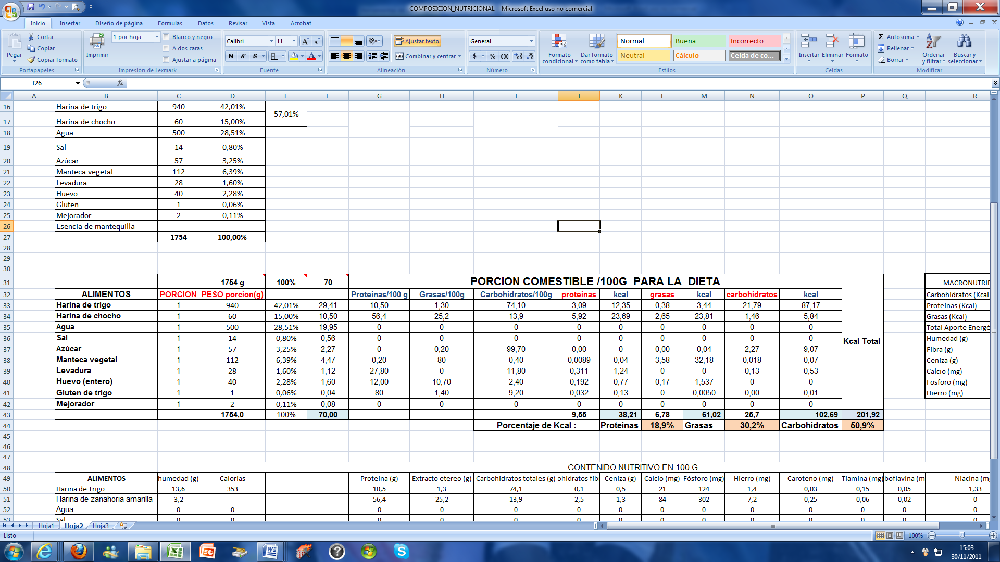 COMPOSICION_NUTRICIONAL - Microsoft Excel uso no comercial
Inicio Insertar Diseño de página Fórmulas Datos Revisar Vista Acrobat
Pegar Cortar Copiar Copiar formato Portapapeles
Imprimir 1 por hoja Blanco y negro A dos caras Ajustar a página Impresión de Lexmark
Calibri 11 N K S Fuente
Ajustar texto Combinar y centrar Alineación
General $ % 000 Número
Formato condicional Dar formato como tabla Normal Buena Incorrecto Neutral Cálculo Celda de co... Estilos
Insertar Eliminar Formato Celdas
Autosuma Rellenar Borrar Ordenar y filtrar Buscar y seleccionar Modificar
J26 fx
A B C D E F G H I J K L M N O P Q R
16 Harina de trigo 940 42,01% 57,01%
17 Harina de chocho 60 15,00%
18 Agua 500 28,51%
19 Sal 14 0,80%
20 Azúcar 57 3,25%
21 Manteca vegetal 112 6,39%
22 Levadura 28 1,60%
23 Huevo 40 2,28%
24 Gluten 1 0,06%
25 Mejorador 2 0,11%
26 Esencia de mantequilla
27 1754 100,00%
28
29
30
31 1754 g 100% 70 PORCION COMESTIBLE /100G PARA LA DIETA MACRONUTRIE
32 ALIMENTOS PORCION PESO porcion(g) Proteinas/100 g Grasas/100g Carbohidratos/100g proteinas kcal grasas kcal carbohidratos kcal Carbohidratos (Kcal
33 Harina de trigo 1 940 42,01% 29,41 10,50 1,30 74,10 3,09 12,35 0,38 3,44 21,79 87,17 Proteinas (Kcal)
34 Harina de chocho 1 60 15,00% 10,50 56,4 25,2 13,9 5,92 23,69 2,65 23,81 1,46 5,84 Grasas (Kcal)
35 Agua 1 500 28,51% 19,95 0 0 0 0 0 0 0 0 0 Total Aporte Energé
36 Sal 1 14 0,80% 0,56 0 0 0 0 0 0 0 0 0 Kcal Total Humedad (g)
37 Azúcar 1 57 3,25% 2,27 0 0,20 99,70 0,00 0 0,00 0,04 2,27 9,07 Fibra (g)
38 Manteca vegetal 1 112 6,39% 4,47 0,20 80 0,40 0,0089 0,04 3,58 32,18 0,018 0,07 Ceniza (g)
39 Levadura 1 28 1,60% 1,12 27,80 0 11,80 0,311 1,24 0 0 0,13 0,53 Calcio (mg)
40 Huevo (entero) 1 40 2,28% 1,60 12,00 10,70 2,40 0,192 0,77 0,17 1,537 0 0 Fosforo (mg)
41 Gluten de trigo 1 1 0,06% 0,04 80 1,40 9,20 0,032 0,13 0 0,0050 0,00 0,01 Hierro (mg)
42 Mejorador 1 2 0,11% 0,08 0 0 0 0 0 0 0 0 0
43 1754,0 100% 70,00 9,55 38,21 6,78 61,02 25,7 102,69 201,92
44 Porcentaje de Kcal : Proteinas 18,9% Grasas 30,2% Carbohidratos 50,9%
45
46
47
48 CONTENIDO NUTRITIVO EN 100 G
49 ALIMENTOS humedad (g) Calorias Proteina (g) Extracto etereo (g) Carbohidratos totales (g) ohidratos fibr Ceniza (g) Calcio (mg) Fósforo (mg) Hierro (mg) Caroteno (mg) Tiamina (mg) boflavina (m Niacina (m
50 Harina de Trigo 13,6 353 10,5 1,3 74,1 0,1 0,5 21 124 1,4 0,03 0,15 0,05 1,33
51 Harina de zanahoria amarilla 3,2 56,4 25,2 13,9 2,5 1,3 84 302 7,2 0,25 0,06 0,02 0
52 Agua 0 0 0 0 0 0 0 0 0 0 0 0 0 0
53 Sal 0 0 0 0 0 0 0 0 0 0 0 0 0 0
Hoja1 Hoja2 Hoja3
Listo 100%
15:03
30/11/2011